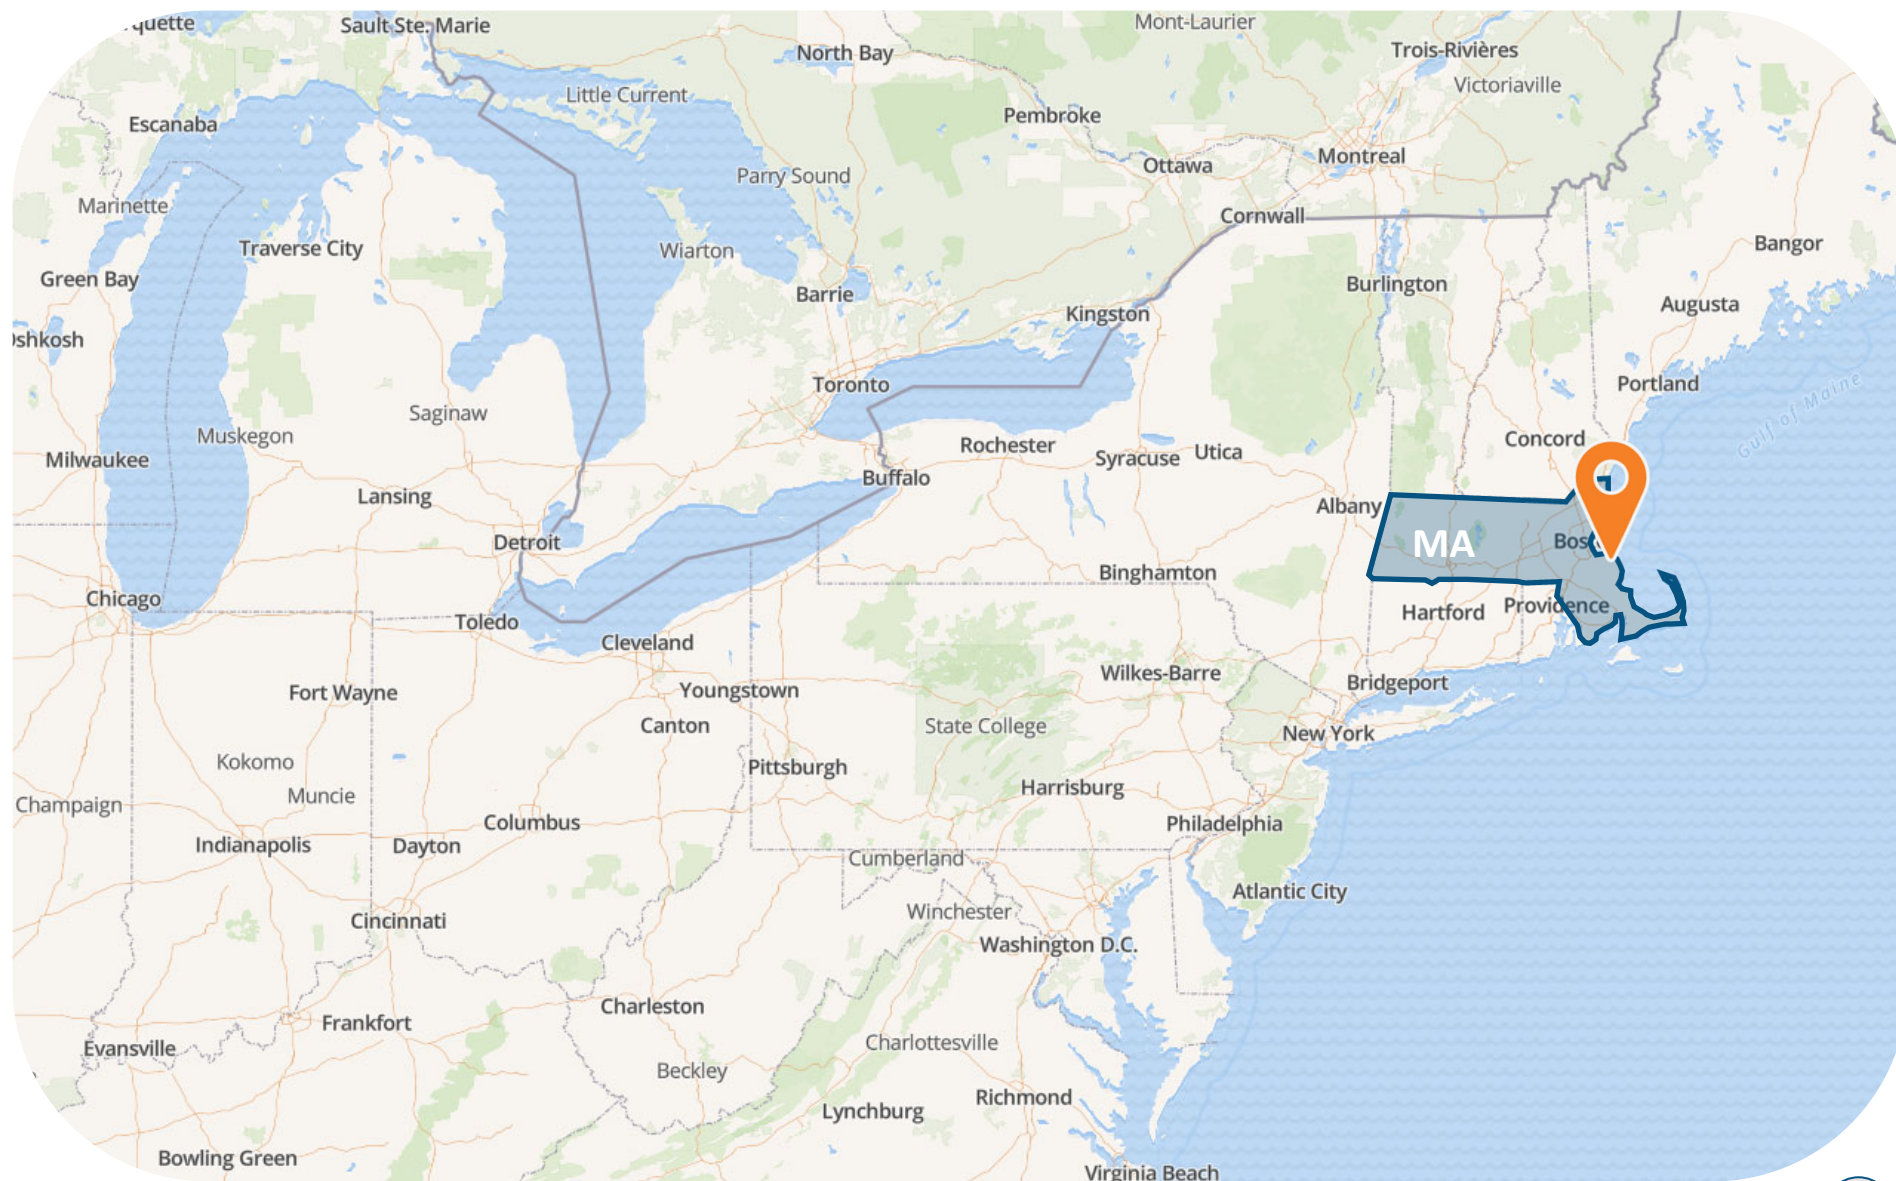 quette
Sault Ste. Marie
Mont-Laurier
North Bay
Trois-Rivières
Victoriaville
Little Current
Escanaba
Pembroke
Ottawa
Montreal
Parry Sound
Marinette
Cornwall
Traverse City
Wiarton
Bangor
Green Bay
Barrie
Burlington
Augusta
Kingston
Oshkosh
Toronto
Portland
Gulf of Maine
Saginaw
Muskegon
Concord
Rochester
Milwaukee
Syracuse
Utica
Buffalo
Lansing
Albany
Detroit
MA
Bos
Binghamton
Chicago
Toledo
Hartford
Providence
Cleveland
Wilkes-Barre
Bridgeport
Fort Wayne
Youngstown
Canton
State College
New York
Kokomo
Pittsburgh
Muncie
Harrisburg
Champaign
Columbus
Philadelphia
Indianapolis
Dayton
Cumberland
Atlantic City
Cincinnati
Winchester
Washington D.C.
Charleston
Frankfort
Charlottesville
Evansville
Beckley
Richmond
Lynchburg
Bowling Green
Virginia Beach